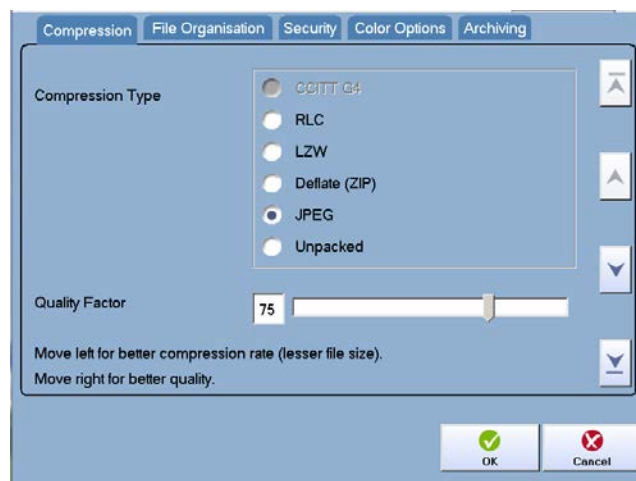 Compression File Organisation Security Color Options Archiving
Compression Type
CCITT G4
RLC
LZW
Deflate (ZIP)
JPEG
Unpacked
Quality Factor 75
Move left for better compression rate (lesser file size).
Move right for better quality.
OK Cancel